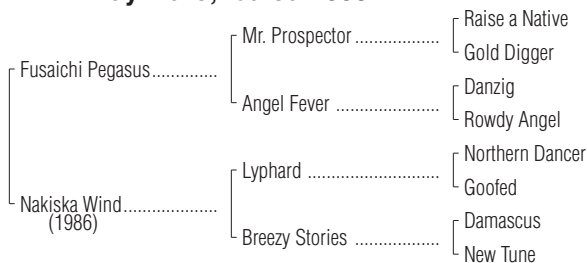 Raise a Native
Mr. Prospector ...................
Gold Digger
Fusaichi Pegasus..............
Danzig
Angel Fever .......................
Rowdy Angel
Northern Dancer
Lyphard .............................
Goofed
Nakiska Wind....................
(1986)
Damascus
Breezy Stories ..................
New Tune